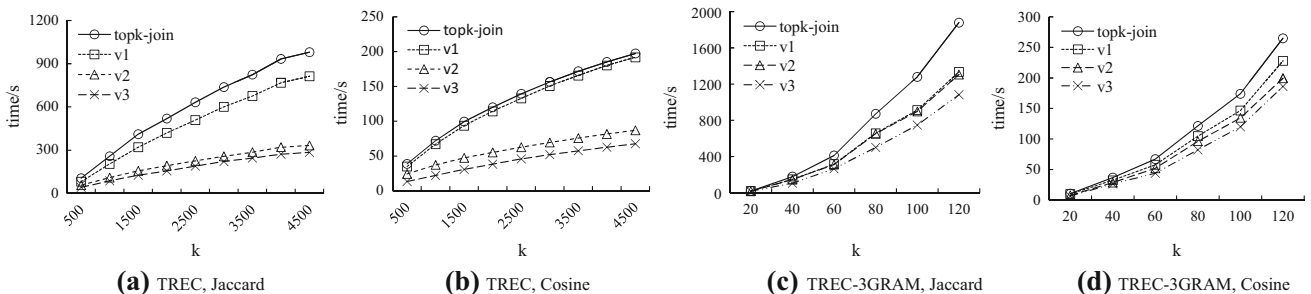 1200
900
600
300
0
time/s
topk-join
v1
v2
v3
500
1500
2500
3500
4500
k
(a) TREC, Jaccard
250
200
150
100
50
0
time/s
topk-join
v1
v2
v3
500
1500
2500
3500
4500
k
(b) TREC, Cosine
2000
1600
1200
800
400
0
time/s
topk-join
v1
v2
v3
20 40 60 80 100 120
k
(c) TREC-3GRAM, Jaccard
300
250
200
150
100
50
0
time/s
topk-join
v1
v2
v3
20 40 60 80 100 120
k
(d) TREC-3GRAM, Cosine